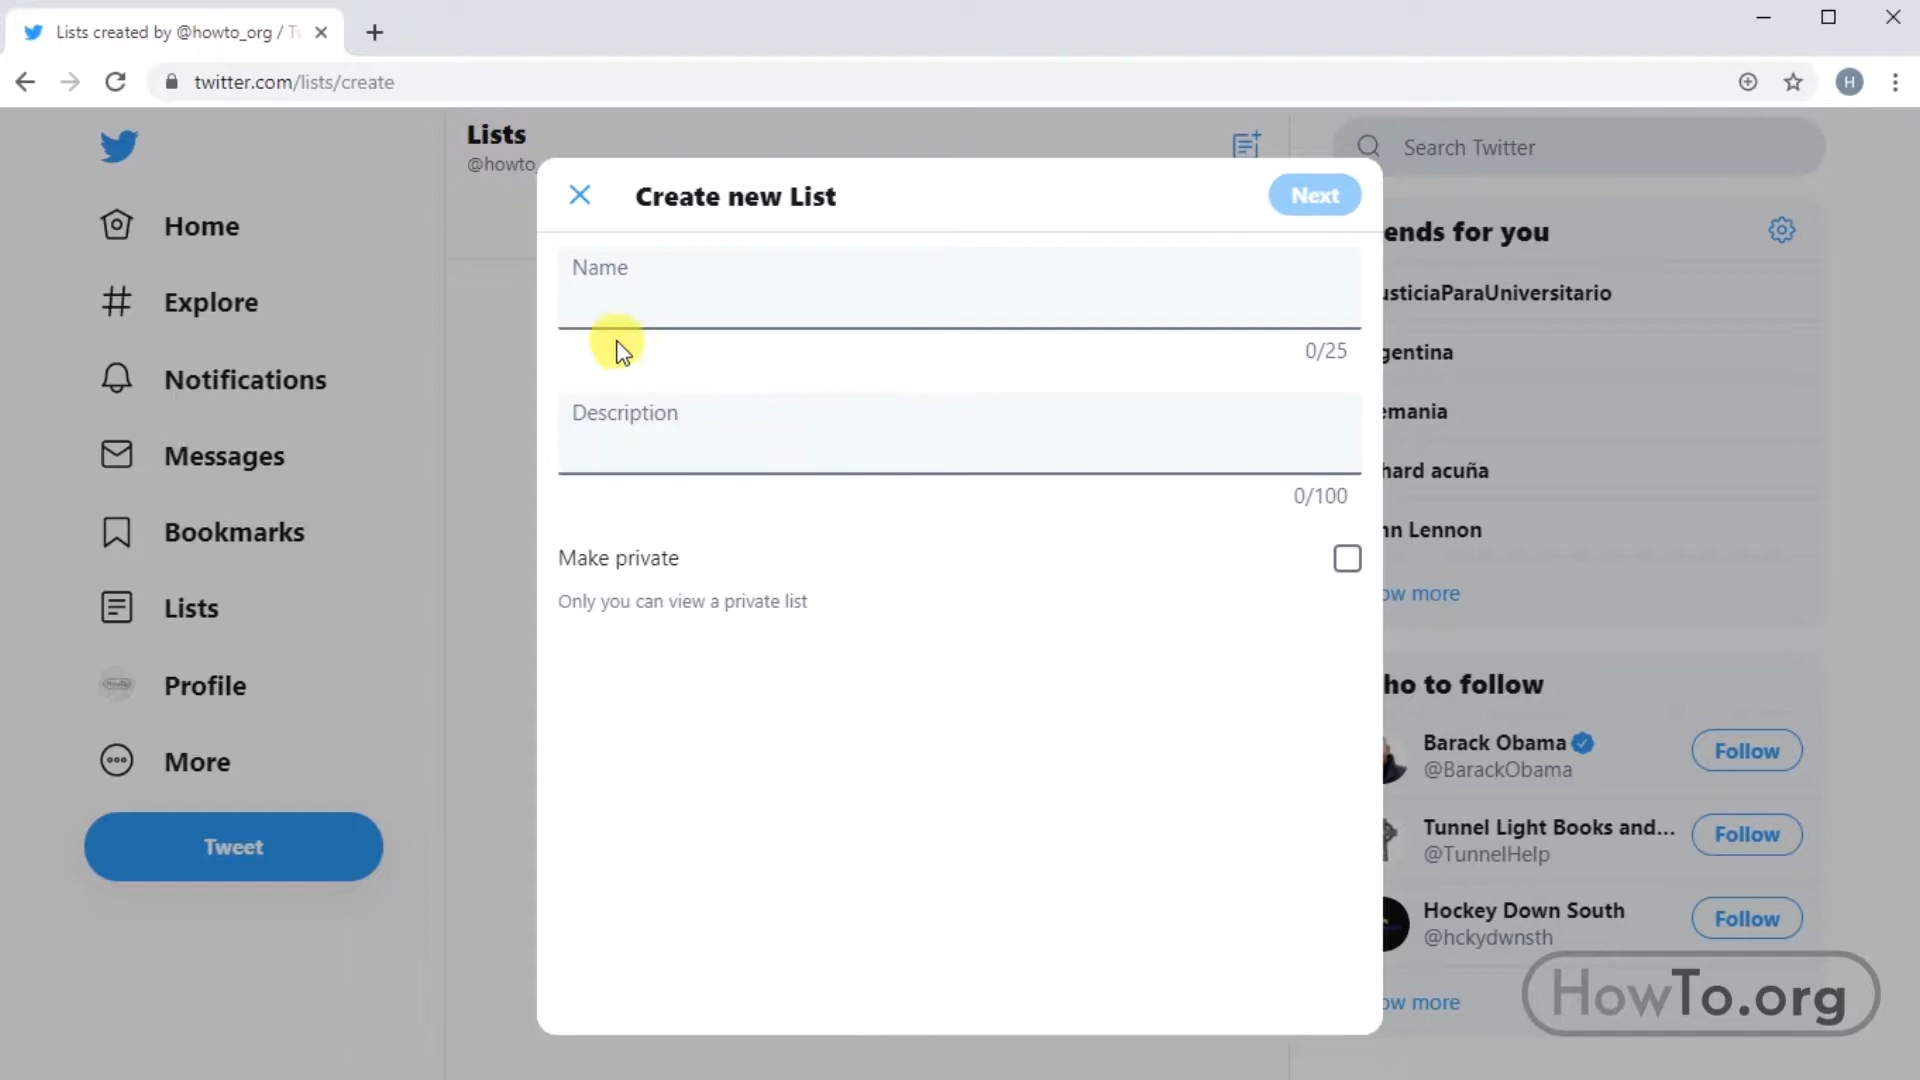 Lists created by @howto_org / Tw
twitter.com/lists/create
H
Lists
@howto_
Search Twitter
Home
Explore
Notifications
Messages
Bookmarks
Lists
Profile
More
Tweet
Create new List
Next
Name
0/25
Description
0/100
Make private
Only you can view a private list
ends for you
usticiaParaUniversitario
gentina
emania
hard acuña
nn Lennon
ow more
ho to follow
Barack Obama
@BarackObama
Follow
Tunnel Light Books and...
@TunnelHelp
Follow
Hockey Down South
@hckydwnsth
Follow
ow more
HowTo.org